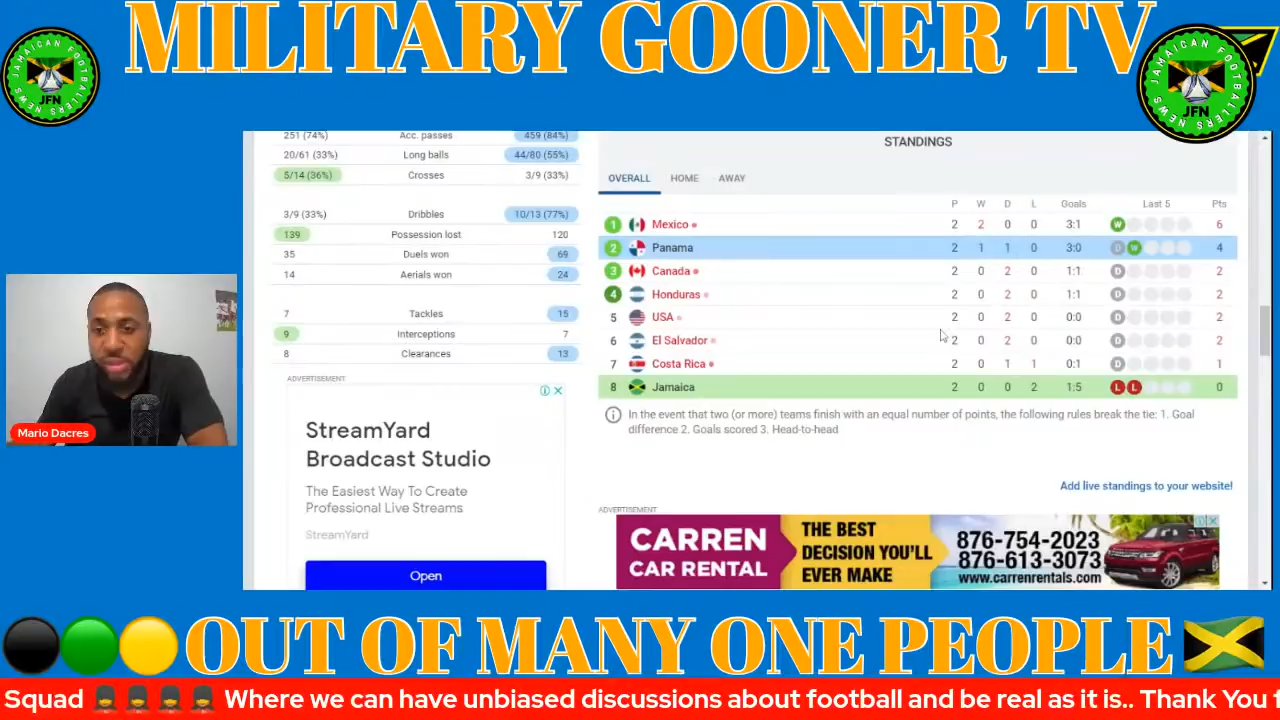 MILITARY GOONER TV
JAMAICAN FOOTBALLERS NEWS
JFN
JAMAICAN FOOTBALLERS NEWS
JFN
251 (74%) Acc. passes 459 (84%)
20/61 (33%) Long balls 44/80 (55%)
5/14 (36%) Crosses 3/9 (33%)
3/9 (33%) Dribbles 10/13 (77%)
139 Possession lost 120
35 Duels won 69
14 Aerials won 24
7 Tackles 15
9 Interceptions 7
8 Clearances 13
ADVERTISEMENT
StreamYard
Broadcast Studio
The Easiest Way To Create
Professional Live Streams
StreamYard
Open
STANDINGS
OVERALL HOME AWAY
P W D L Goals Last 5 Pts
1 Mexico 2 2 0 0 3:1 W 6
2 Panama 2 1 1 0 3:0 D W 4
3 Canada 2 0 2 0 1:1 D 2
4 Honduras 2 0 2 0 1:1 D 2
5 USA 2 0 2 0 0:0 D 2
6 El Salvador 2 0 2 0 0:0 D 2
7 Costa Rica 2 0 1 1 0:1 D 1
8 Jamaica 2 0 0 2 1:5 L L 0
In the event that two (or more) teams finish with an equal number of points, the following rules break the tie: 1. Goal
difference 2. Goals scored 3. Head-to-head
Add live standings to your website!
ADVERTISEMENT
CARREN
CAR RENTAL
THE BEST
DECISION YOU'LL
EVER MAKE
876-754-2023
876-613-3073
www.carrenrentals.com
Mario Dacres
OUT OF MANY ONE PEOPLE
Squad Where we can have unbiased discussions about football and be real as it is.. Thank You